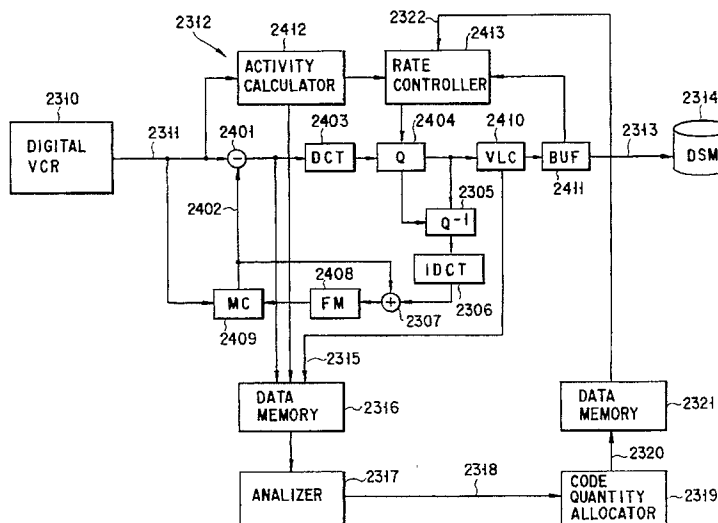 2312
2412
2322
2413
ACTIVITY
CALCULATOR
RATE
CONTROLLER
2310
DIGITAL
VCR
2311
2401
−
2403
DCT
2404
Q
2410
VLC
BUF
2411
2313
2314
DSM
2402
2305
Q⁻¹
IDCT
2306
2408
MC
FM
+
2307
2409
2315
DATA
MEMORY
2316
DATA
MEMORY
2321
2320
ANALIZER
2317
2318
CODE
QUANTITY
ALLOCATOR
2319